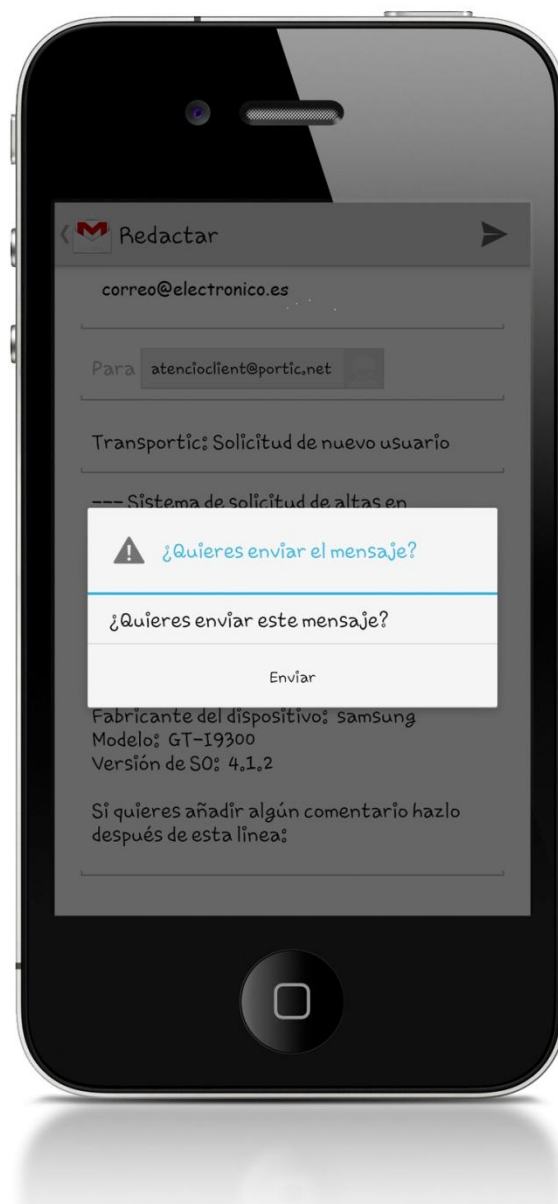 Redactar
correo@electronico.es
Para atencioclient@portic.net
Transportic: Solicitud de nuevo usuario
--- Sistema de solicitud de altas en
¿Quieres enviar el mensaje?
¿Quieres enviar este mensaje?
Enviar
Fabricante del dispositivo: samsung
Modelo: GT-I9300
Versión de SO: 4.1.2
Si quieres añadir algún comentario hazlo
después de esta linea: